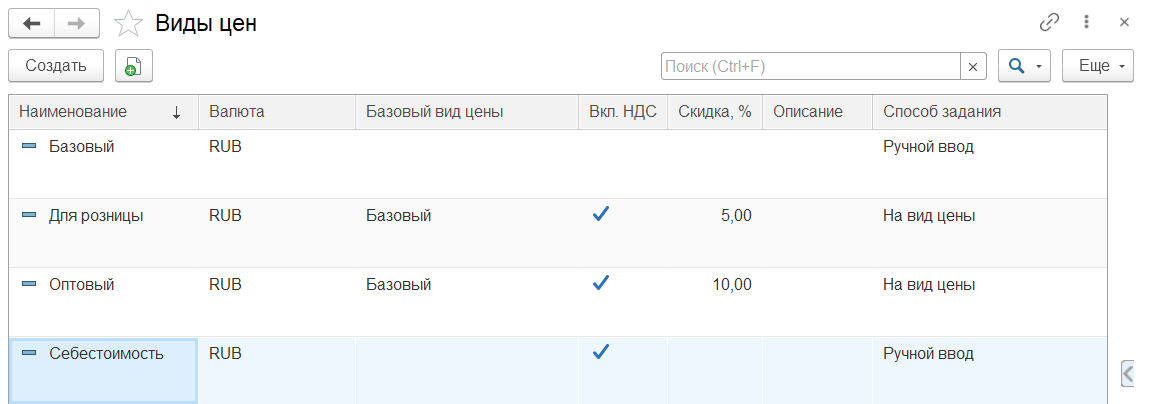 Виды цен
Создать Поиск (Ctrl+F) Еще
Наименование Валюта Базовый вид цены Вкл. НДС Скидка, % Описание Способ задания
Базовый RUB Ручной ввод
Для розницы RUB Базовый 5,00 На вид цены
Оптовый RUB Базовый 10,00 На вид цены
Себестоимость RUB Ручной ввод